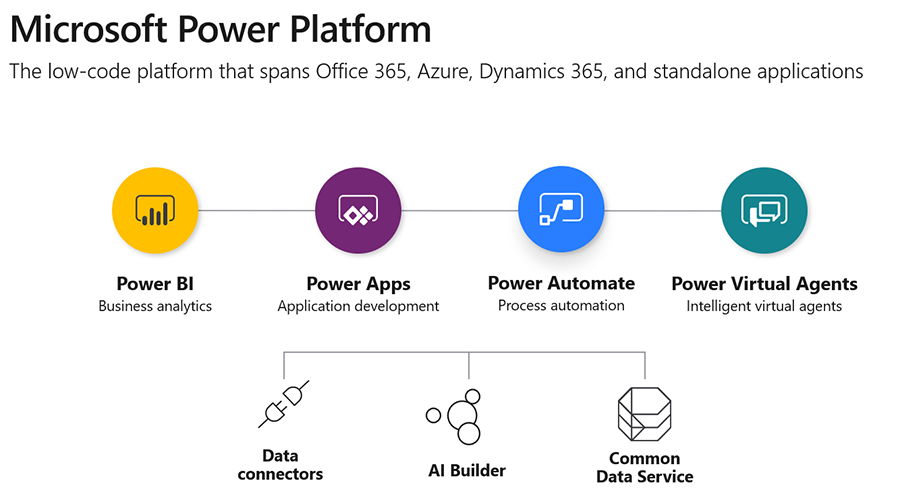 Microsoft Power Platform
The low-code platform that spans Office 365, Azure, Dynamics 365, and standalone applications
Power BI
Business analytics
Power Apps
Application development
Power Automate
Process automation
Power Virtual Agents
Intelligent virtual agents
Data
connectors
AI Builder
Common
Data Service